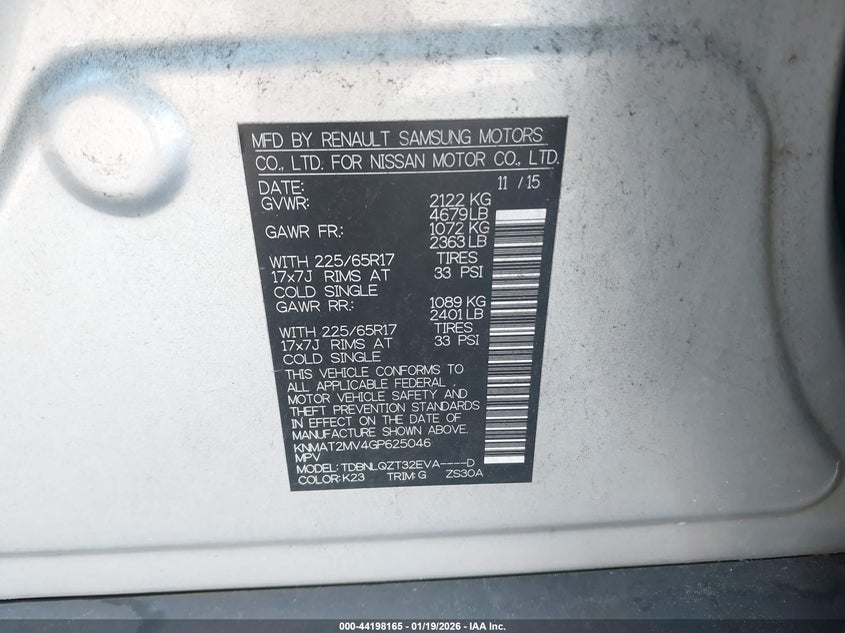 MFD BY RENAULT SAMSUNG MOTORS
CO., LTD. FOR NISSAN MOTOR CO., LTD.
DATE: 11 / 15
GVWR: 2122 KG
4679 LB
GAWR FR.: 1072 KG
2363 LB
WITH 225/65R17 TIRES
17x7J RIMS AT 33 PSI
COLD SINGLE
GAWR RR.: 1089 KG
2401 LB
WITH 225/65R17 TIRES
17x7J RIMS AT 33 PSI
COLD SINGLE
THIS VEHICLE CONFORMS TO
ALL APPLICABLE FEDERAL
MOTOR VEHICLE SAFETY AND
THEFT PREVENTION STANDARDS
IN EFFECT ON THE DATE OF
MANUFACTURE SHOWN ABOVE.
KNMAT2MV4GP625046
MPV
MODEL: TDBNLQZT32EVA----D
COLOR: K23 TRIM: G ZS30A
000-44198165 | 01/19/2026 | IAA Inc.